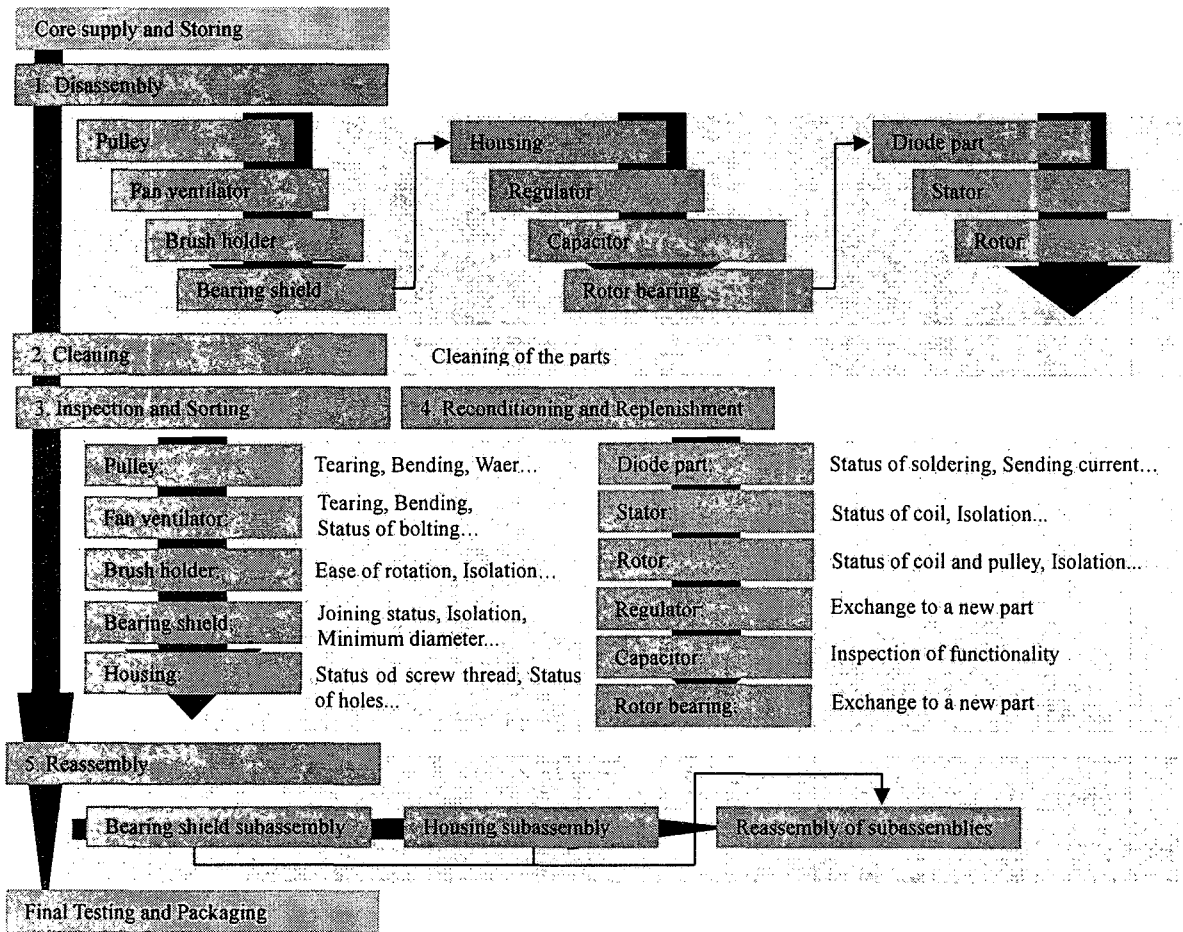 Core supply and Storing
1. Disassembly
Pulley
Fan ventilator
Brush holder
Bearing shield
Housing
Regulator
Capacitor
Rotor bearing
Diode part
Stator
Rotor
2. Cleaning
Cleaning of the parts
3. Inspection and Sorting
4. Reconditioning and Replenishment
Pulley:
Tearing, Bending, Waer...
Fan ventilator:
Tearing, Bending,
Status of bolting...
Brush holder:
Ease of rotation, Isolation...
Bearing shield:
Joining status, Isolation,
Minimum diameter...
Housing:
Status od screw thread, Status
of holes...
Diode part:
Status of soldering, Sending current...
Stator:
Status of coil, Isolation...
Rotor:
Status of coil and pulley, Isolation...
Regulator:
Exchange to a new part
Capacitor:
Inspection of functionality
Rotor bearing:
Exchange to a new part
5. Reassembly
Bearing shield subassembly
Housing subassembly
Reassembly of subassemblies
Final Testing and Packaging